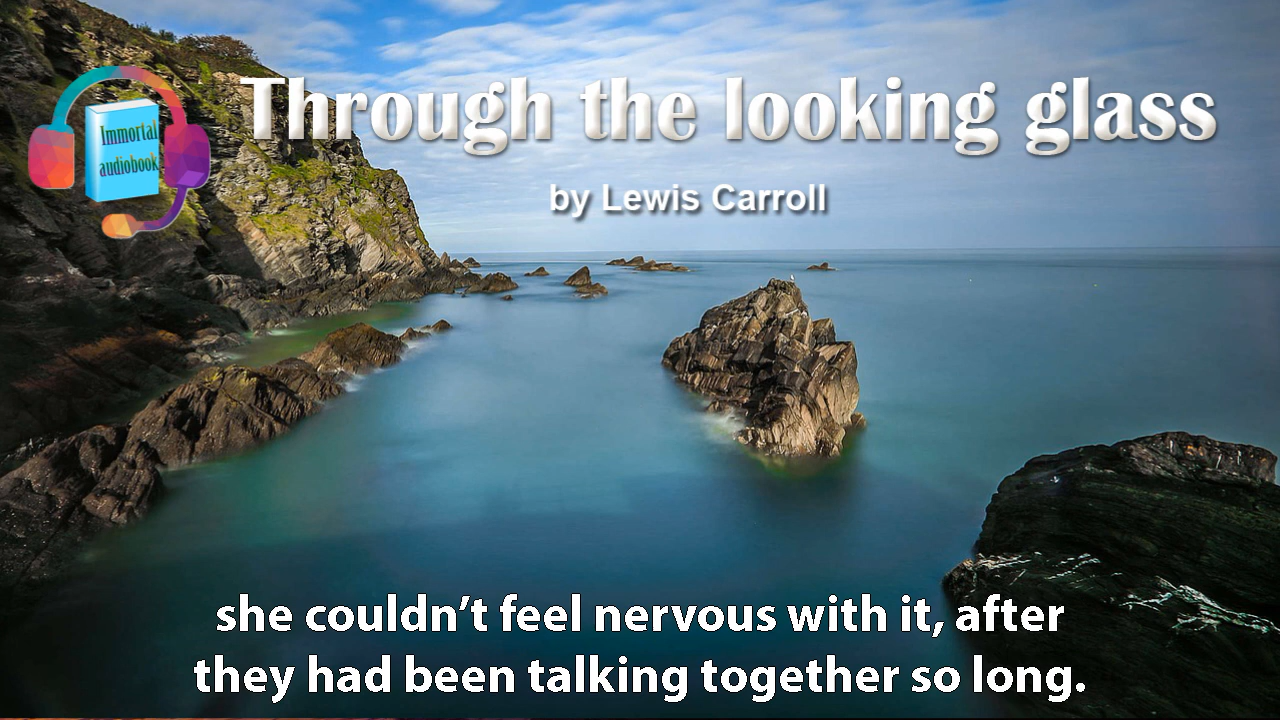 Through the looking glass
by Lewis Carroll
Immortal
audiobook
she couldn’t feel nervous with it, after
they had been talking together so long.